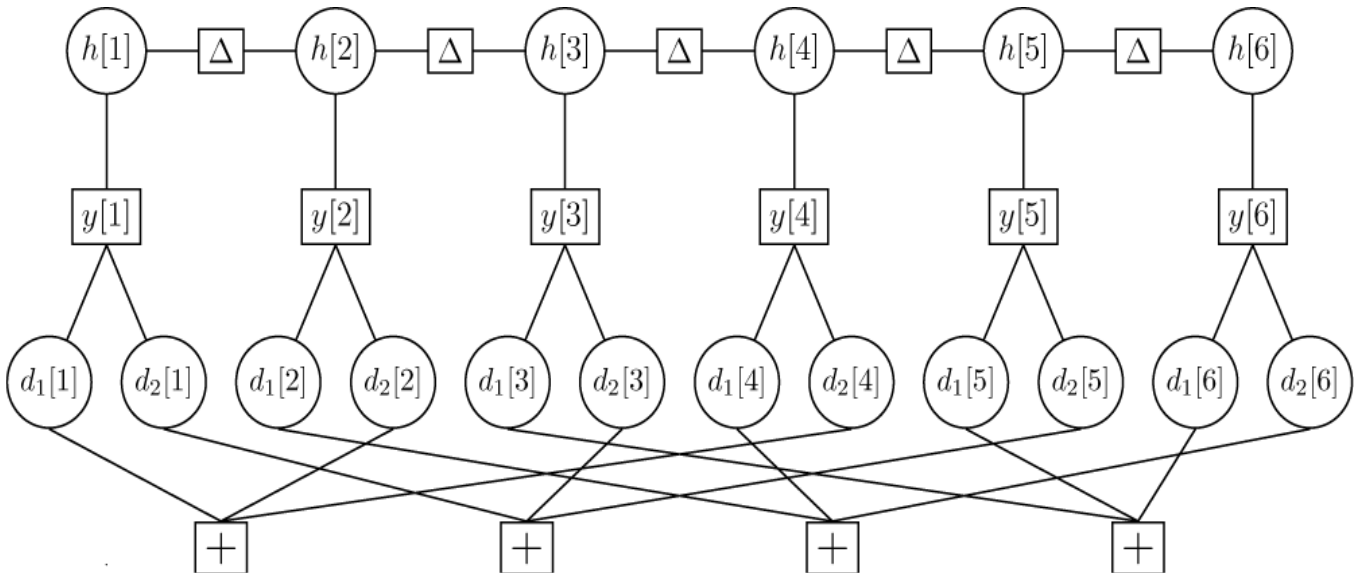 h[1] Δ h[2] Δ h[3] Δ h[4] Δ h[5] Δ h[6]
y[1] y[2] y[3] y[4] y[5] y[6]
d₁[1] d₂[1] d₁[2] d₂[2] d₁[3] d₂[3] d₁[4] d₂[4] d₁[5] d₂[5] d₁[6] d₂[6]
+ + + +